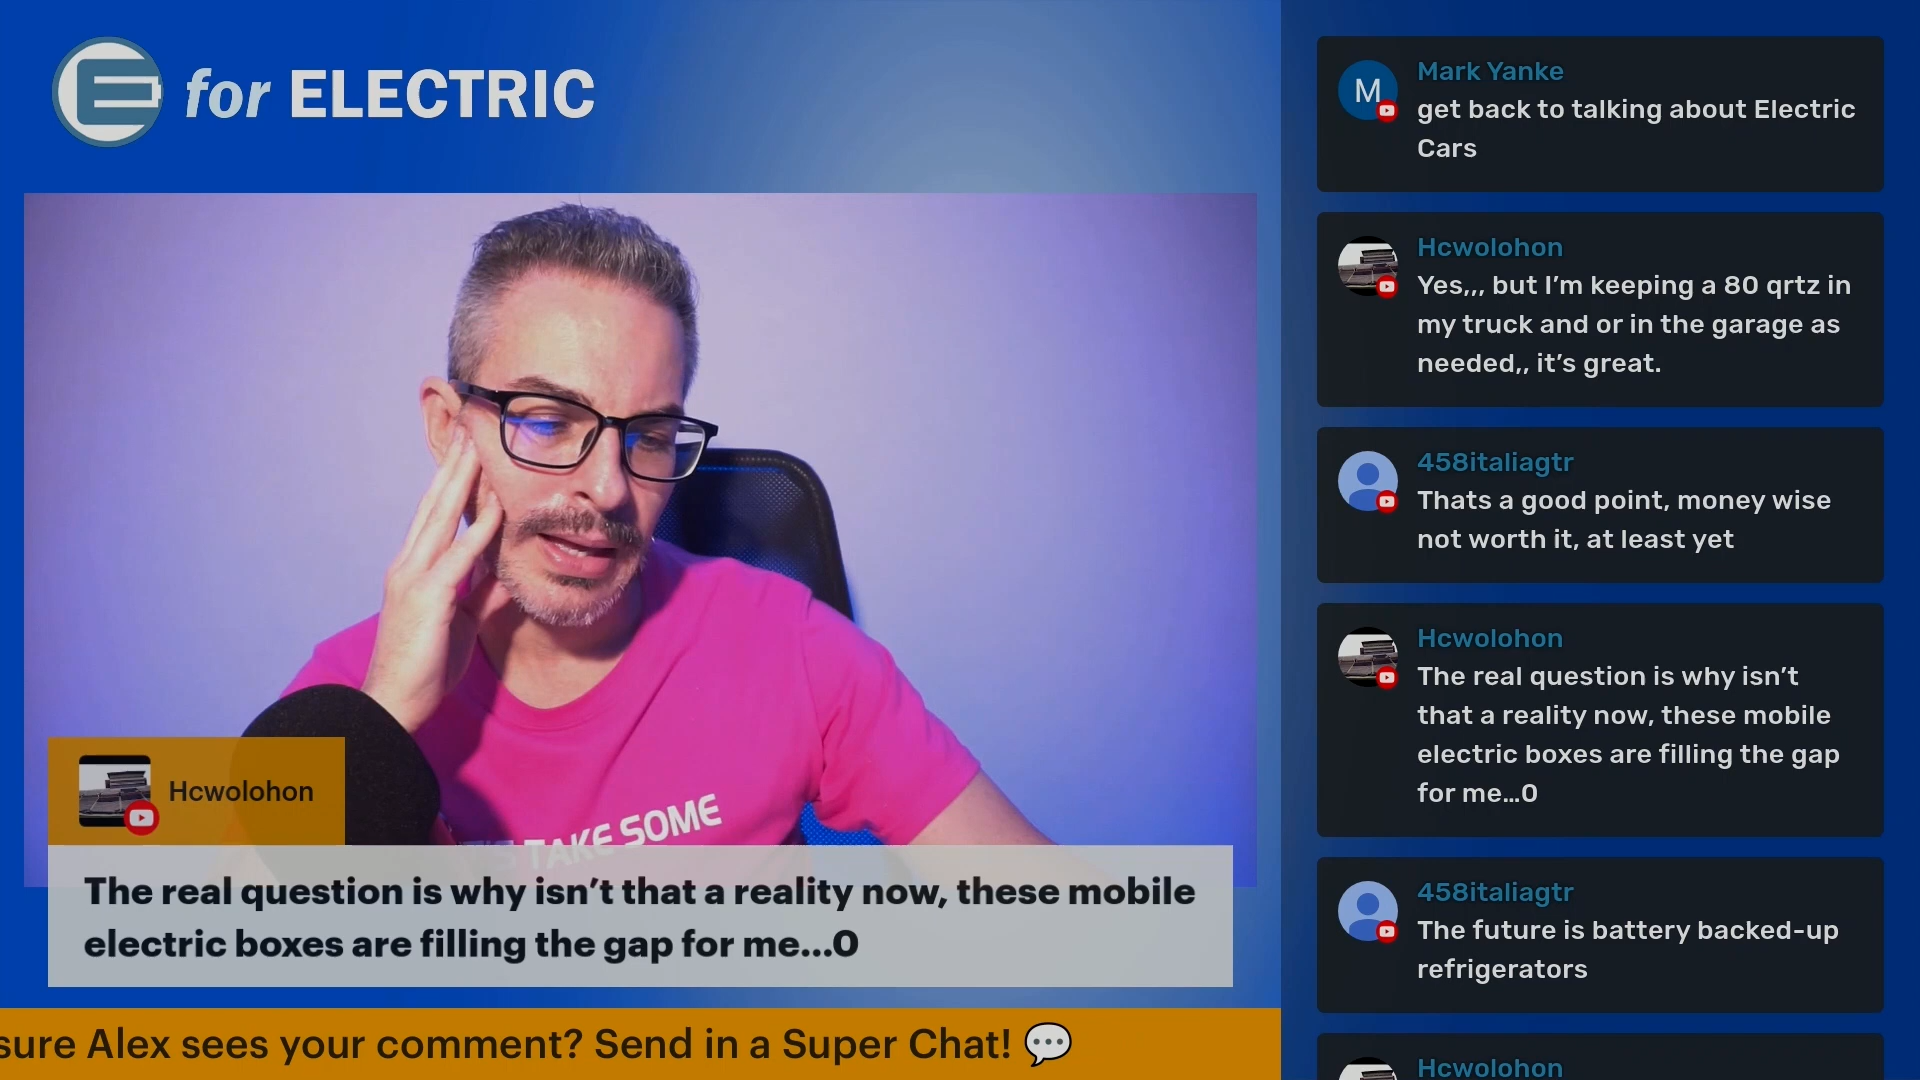 for ELECTRIC
TAKE SOME
Hcwolohon
The real question is why isn’t that a reality now, these mobile
electric boxes are filling the gap for me...0
sure Alex sees your comment? Send in a Super Chat!
M
Mark Yanke
get back to talking about Electric
Cars
Hcwolohon
Yes,,, but I’m keeping a 80 qrtz in
my truck and or in the garage as
needed,, it’s great.
458italiagtr
Thats a good point, money wise
not worth it, at least yet
Hcwolohon
The real question is why isn’t
that a reality now, these mobile
electric boxes are filling the gap
for me...0
458italiagtr
The future is battery backed-up
refrigerators
Hcwolohon